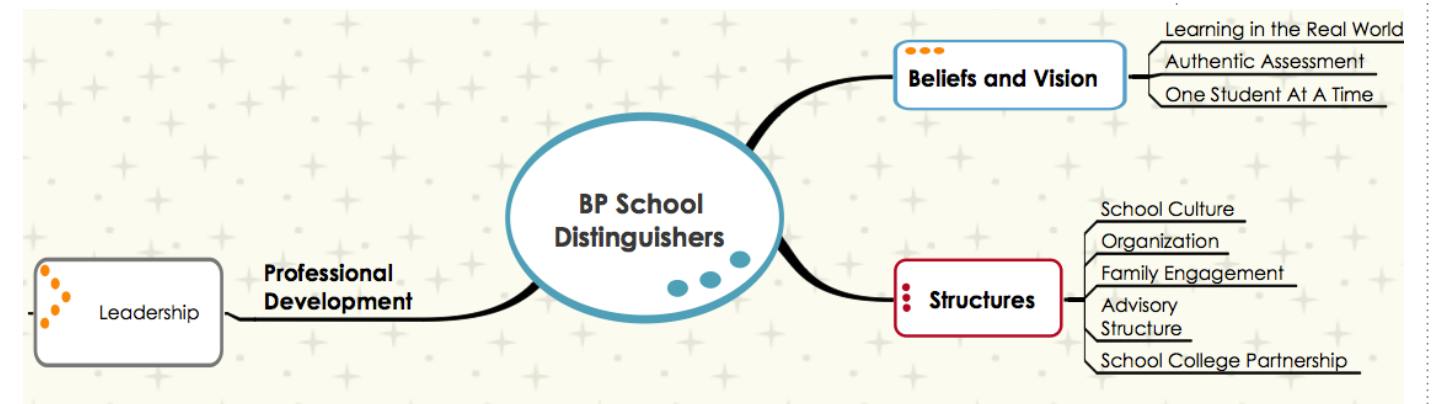 Learning in the Real World
Authentic Assessment
One Student At A Time
Beliefs and Vision
BP School
Distinguishers
School Culture
Organization
Family Engagement
Advisory
Structure
School College Partnership
Structures
Professional
Development
Leadership